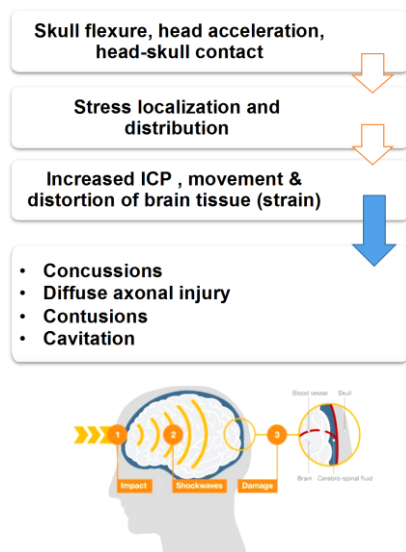 Skull flexure, head acceleration,
head-skull contact
Stress localization and
distribution
Increased ICP , movement &
distortion of brain tissue (strain)
• Concussions
• Diffuse axonal injury
• Contusions
• Cavitation
Blood vessel Skull
1 2 3
Impact Shockwaves Damage
Brain Cerebro-spinal fluid